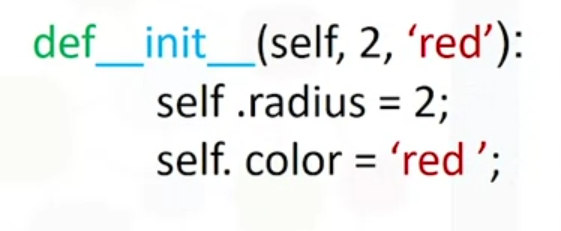 def__init__(self, 2, ‘red’):
self .radius = 2;
self. color = ‘red ’;